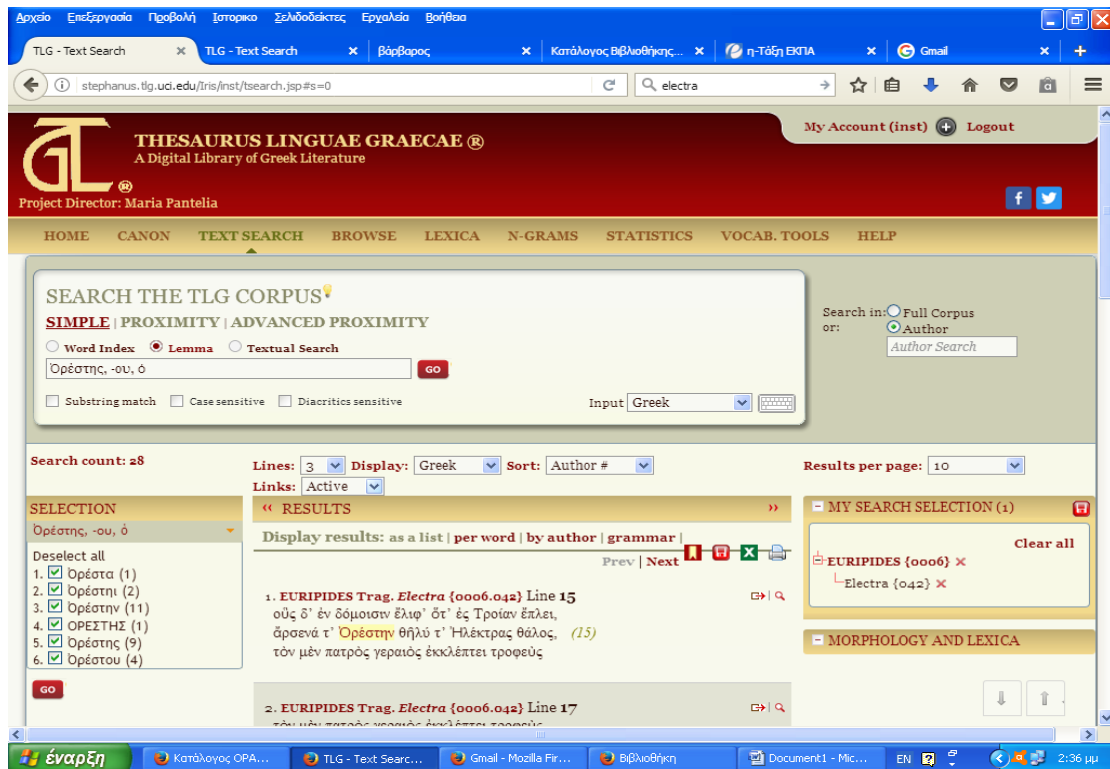 Αρχείο Επεξεργασία Προβολή Ιστορικο Σελιδοδείκτες Εργαλεία Βοήθεια
TLG - Text Search TLG - Text Search βάρβαρος Κατάλογος Βιβλιοθήκης... η-Τάξη ΕΚΠΑ Gmail
stephanus.tlg.uci.edu/Iris/inst/tsearch.jsp#s=0 electra
My Account (inst) Logout
THESAURUS LINGUAE GRAECAE ®
A Digital Library of Greek Literature
®
Project Director: Maria Pantelia
HOME CANON TEXT SEARCH BROWSE LEXICA N-GRAMS STATISTICS VOCAB. TOOLS HELP
SEARCH THE TLG CORPUS
SIMPLE | PROXIMITY | ADVANCED PROXIMITY
Word Index Lemma Textual Search
Ὀρέστης, -ου, ὁ GO
Substring match Case sensitive Diacritics sensitive Input Greek
Search in: Full Corpus
or: Author
Author Search
Search count: 28
Lines: 3 Display: Greek Sort: Author #
Links: Active
Results per page: 10
SELECTION
Ὀρέστης, -ου, ὁ
Deselect all
1. Ὀρέστα (1)
2. Ὀρέστηι (2)
3. Ὀρέστην (11)
4. ΟΡΕΣΤΗΣ (1)
5. Ὀρέστης (9)
6. Ὀρέστου (4)
GO
‹‹ RESULTS ››
Display results: as a list | per word | by author | grammar |
Prev | Next
1. EURIPIDES Trag. Electra {0006.042} Line 15
οὓς δ' ἐν δόμοισιν ἔλιφ' ὅτ' ἐς Τροίαν ἔπλει,
ἄρσενά τ' Ὀρέστην θῆλύ τ' Ἠλέκτρας θάλος, (15)
τὸν μὲν πατρὸς γεραιὸς ἐκκλέπτει τροφεὺς
2. EURIPIDES Trag. Electra {0006.042} Line 17
τὸν μὲν πατρὸς γεραιὸς ἐκκλέπτει τροφεὺς
MY SEARCH SELECTION (1)
Clear all
EURIPIDES {0006}
Electra {042}
MORPHOLOGY AND LEXICA
έναρξη Κατάλογος OPA... TLG - Text Searc... Gmail - Mozilla Fir... Βιβλιοθήκη Document1 - Mic... EN 2:36 μμ